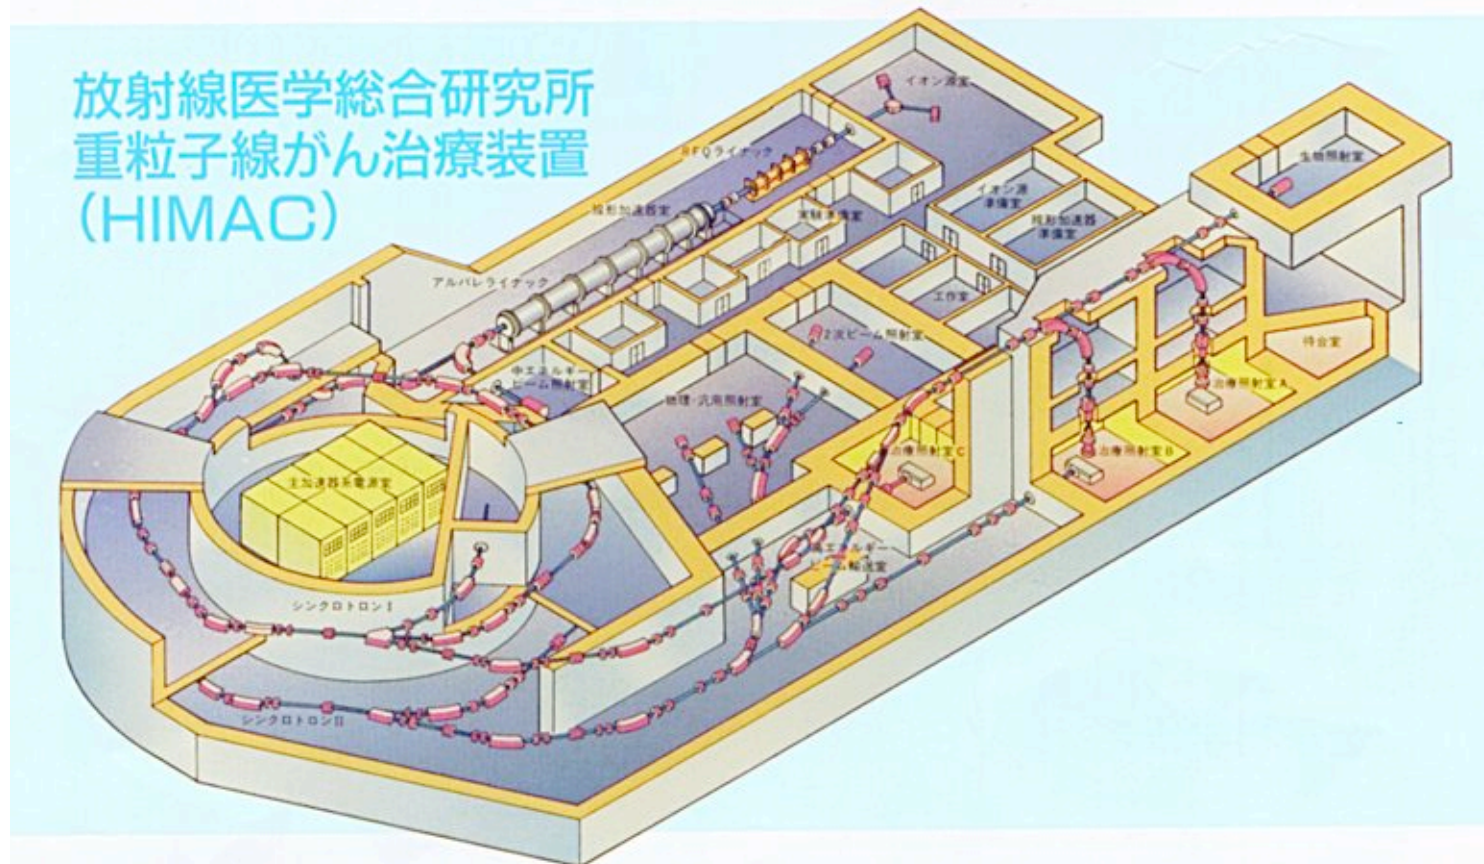 放射線医学総合研究所
重粒子線がん治療装置
(HIMAC)
イオン源室
RFQライナック
生物照射室
線形加速器室
実験準備室
イオン源
準備室
線形加速器
準備室
アルバレライナック
工作室
2次ビーム照射室
待合室
中エネルギー
ビーム照射室
治療照射室A
物理・汎用照射室
治療照射室C
治療照射室B
主加速器系電源室
高エネルギー
ビーム輸送室
シンクロトロンI
シンクロトロンII